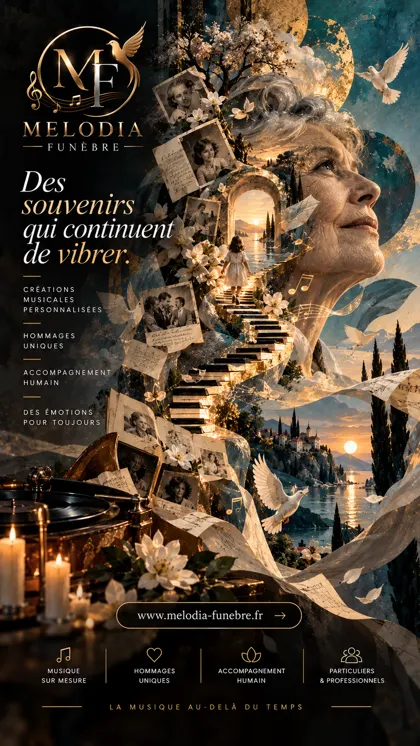 MF
MELODIA
FUNÈBRE
Des
souvenirs
qui continuent
de vibrer.
CRÉATIONS
MUSICALES
PERSONNALISÉES
HOMMAGES
UNIQUES
ACCOMPAGNEMENT
HUMAIN
DES ÉMOTIONS
POUR TOUJOURS
www.melodia-funebre.fr →
MUSIQUE
SUR MESURE
HOMMAGES
UNIQUES
ACCOMPAGNEMENT
HUMAIN
PARTICULIERS
& PROFESSIONNELS
LA MUSIQUE AU-DELÀ DU TEMPS